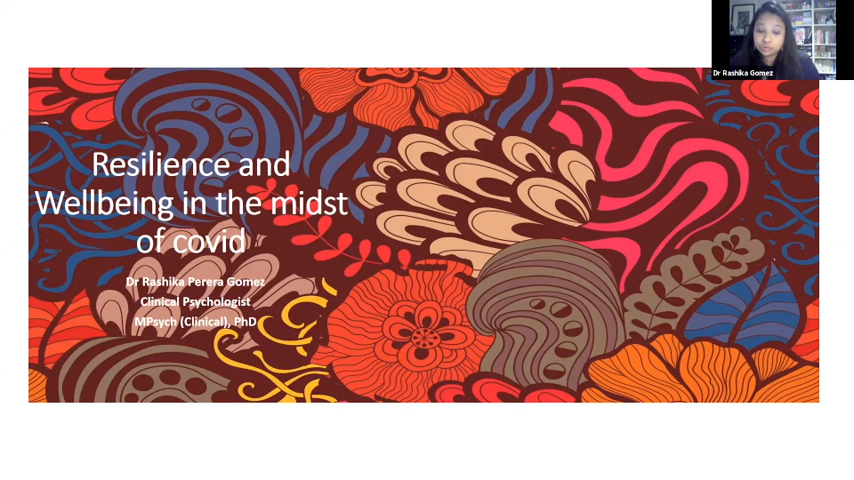 Dr Rashika Gomez
Resilience and
Wellbeing in the midst
of covid
Dr Rashika Perera Gomez
Clinical Psychologist
MPsych (Clinical), PhD